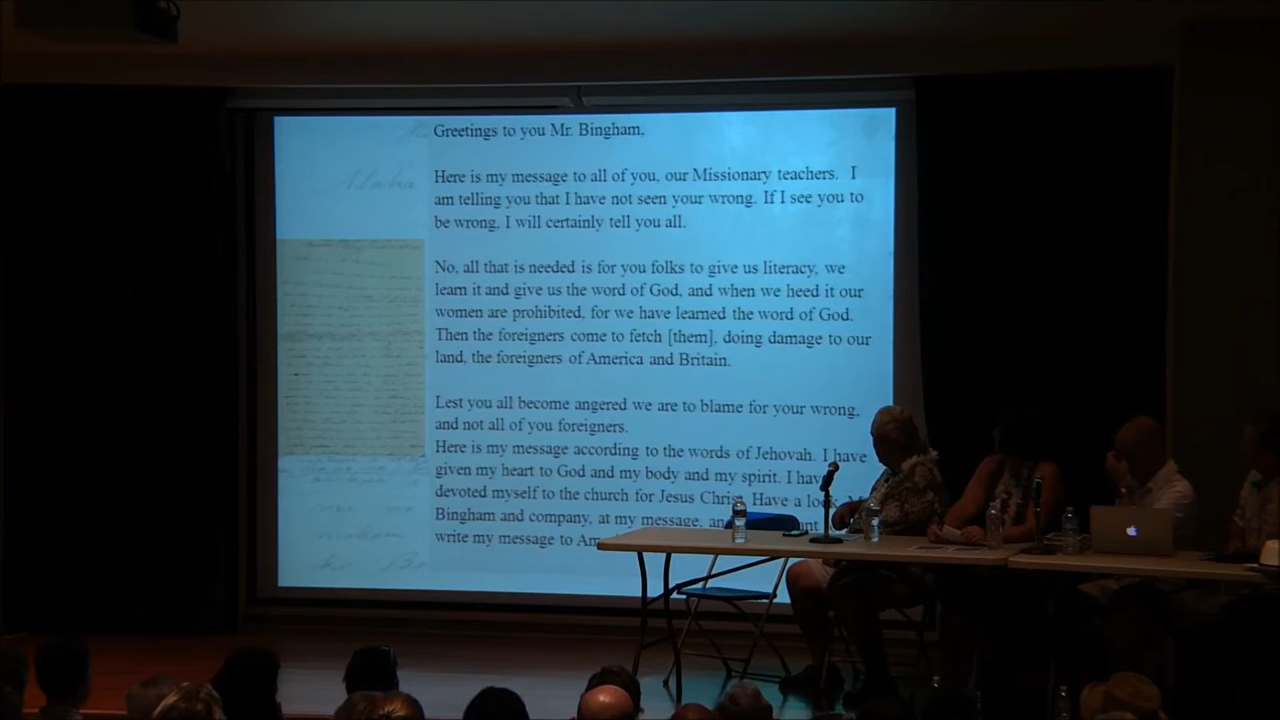 Greetings to you Mr. Bingham,
Here is my message to all of you, our Missionary teachers. I
am telling you that I have not seen your wrong. If I see you to
be wrong, I will certainly tell you all.
No, all that is needed is for you folks to give us literacy, we
learn it and give us the word of God, and when we heed it our
women are prohibited, for we have learned the word of God.
Then the foreigners come to fetch [them], doing damage to our
land, the foreigners of America and Britain.
Lest you all become angered we are to blame for your wrong,
and not all of you foreigners.
Here is my message according to the words of Jehovah. I have
given my heart to God and my body and my spirit. I have
devoted myself to the church for Jesus Christ. Have a look
Bingham and company, at my message,
write my message to